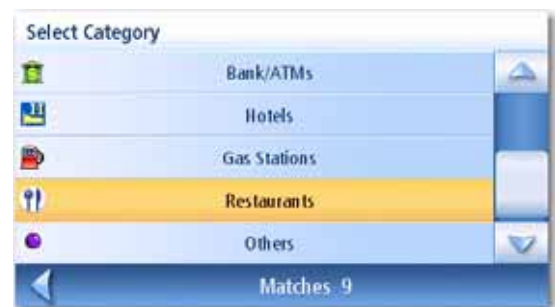 Select Category
Bank/ATMs
Hotels
Gas Stations
Restaurants
Others
Matches 9